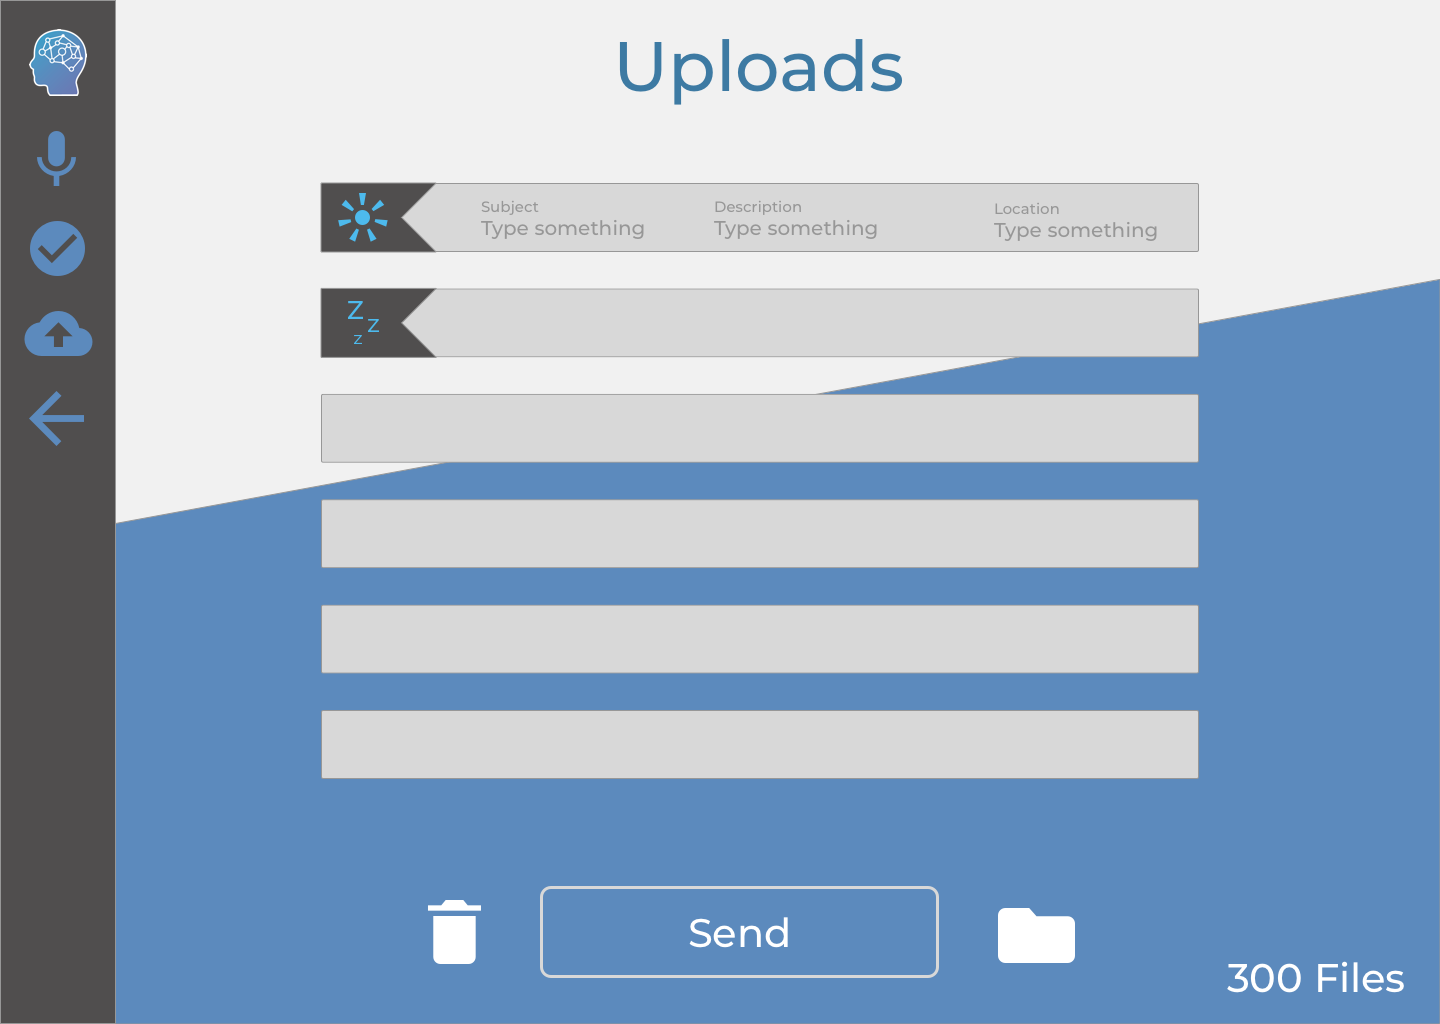 Uploads
Subject
Description
Location
Type something
Type something
Type something
Z
Z
Z
Send
300 Files